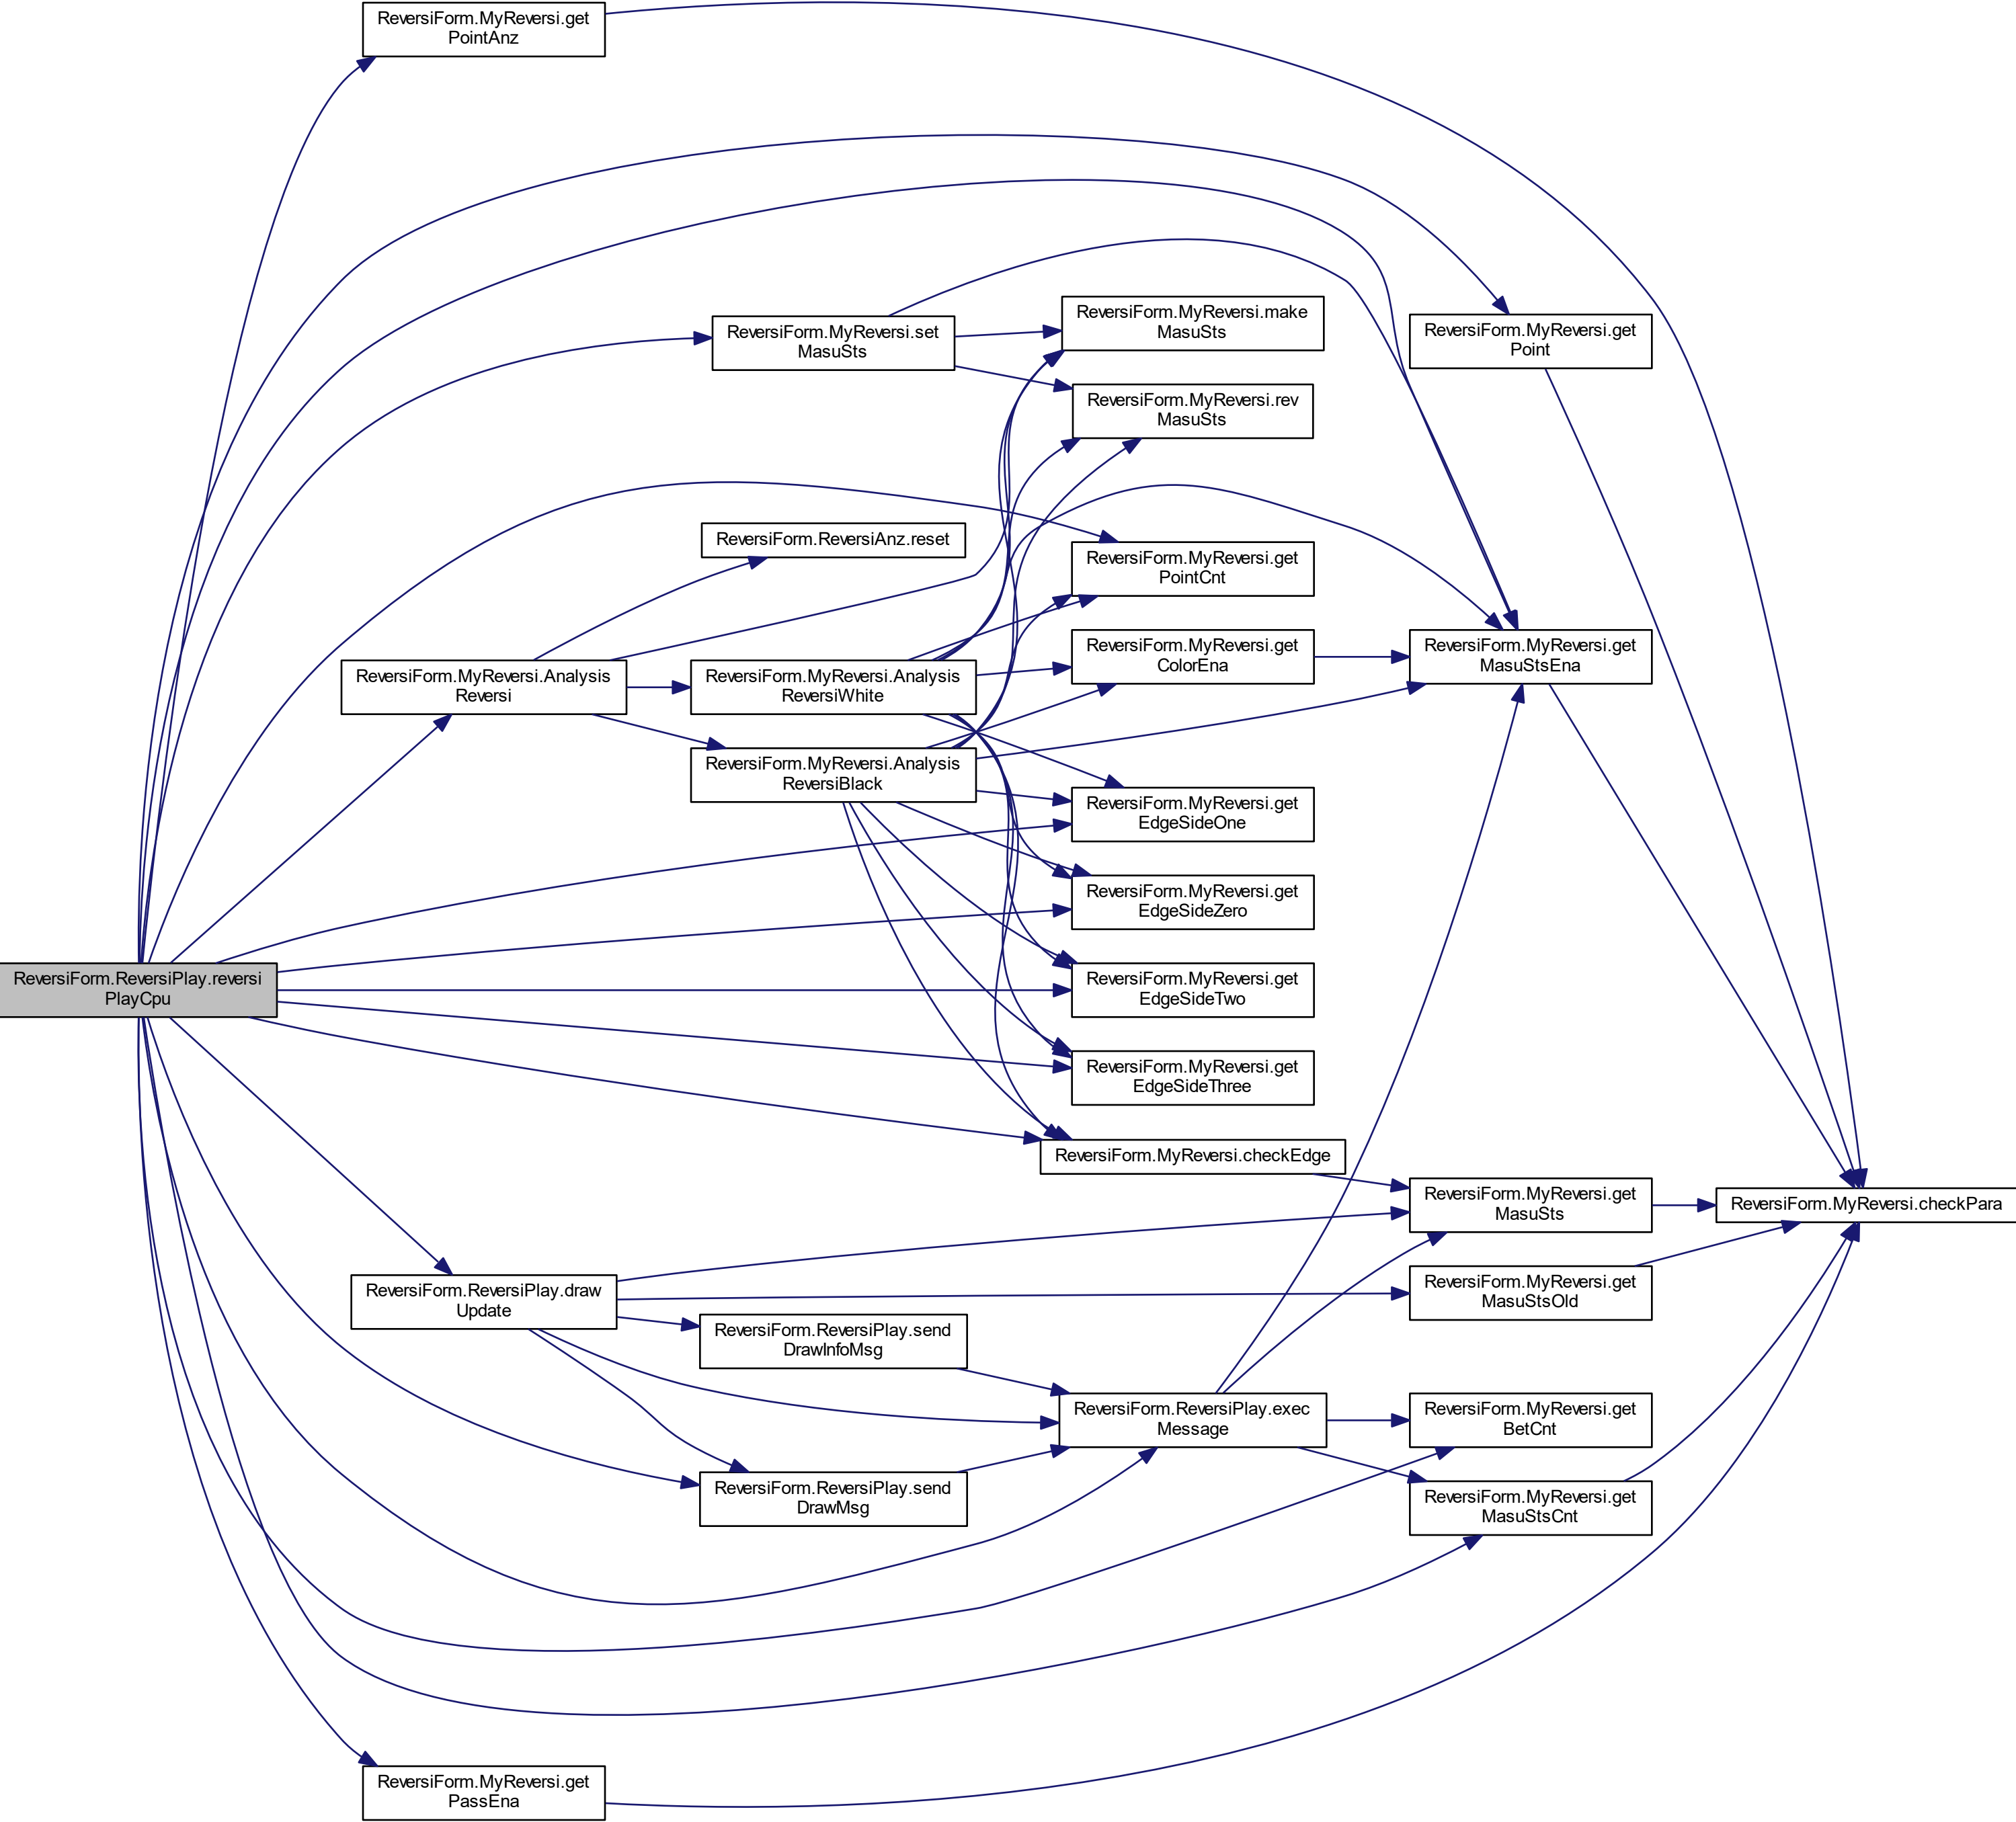 ReversiForm.MyReversi.get
PointAnz
ReversiForm.MyReversi.make
MasuSts
ReversiForm.MyReversi.set
MasuSts
ReversiForm.MyReversi.get
Point
ReversiForm.MyReversi.rev
MasuSts
ReversiForm.ReversiAnz.reset
ReversiForm.MyReversi.get
PointCnt
ReversiForm.MyReversi.get
ColorEna
ReversiForm.MyReversi.get
MasuStsEna
ReversiForm.MyReversi.Analysis
Reversi
ReversiForm.MyReversi.Analysis
ReversiWhite
ReversiForm.MyReversi.Analysis
ReversiBlack
ReversiForm.MyReversi.get
EdgeSideOne
ReversiForm.MyReversi.get
EdgeSideZero
ReversiForm.ReversiPlay.reversi
PlayCpu
ReversiForm.MyReversi.get
EdgeSideTwo
ReversiForm.MyReversi.get
EdgeSideThree
ReversiForm.MyReversi.checkEdge
ReversiForm.MyReversi.get
MasuSts
ReversiForm.MyReversi.checkPara
ReversiForm.ReversiPlay.draw
Update
ReversiForm.MyReversi.get
MasuStsOld
ReversiForm.ReversiPlay.send
DrawInfoMsg
ReversiForm.ReversiPlay.exec
Message
ReversiForm.MyReversi.get
BetCnt
ReversiForm.ReversiPlay.send
DrawMsg
ReversiForm.MyReversi.get
MasuStsCnt
ReversiForm.MyReversi.get
PassEna